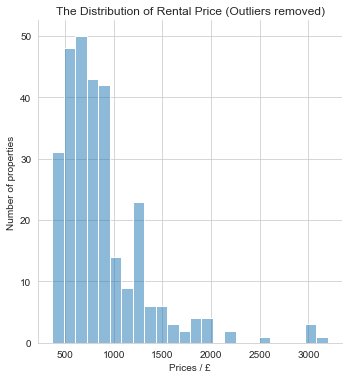 The Distribution of Rental Price (Outliers removed)
50
40
30
20
10
0
Number of properties
500 1000 1500 2000 2500 3000
Prices / £